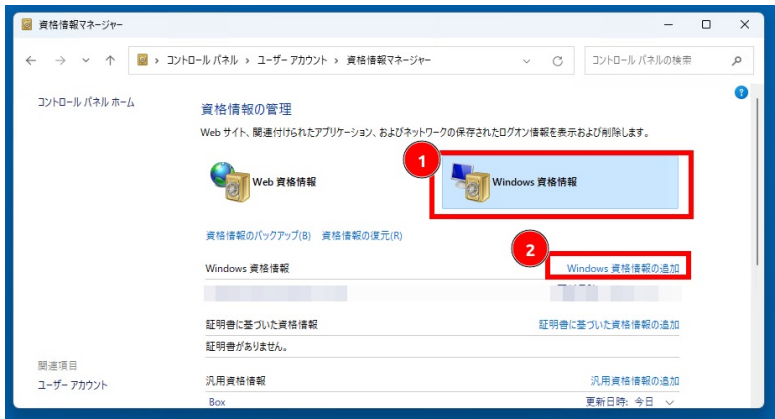 資格情報マネージャー
コントロール パネル › ユーザー アカウント › 資格情報マネージャー
コントロール パネルの検索
コントロール パネル ホーム
資格情報の管理
Web サイト、関連付けられたアプリケーション、およびネットワークの保存されたログオン情報を表示および削除します。
1
Web 資格情報
Windows 資格情報
資格情報のバックアップ(B) 資格情報の復元(R)
2
Windows 資格情報 Windows 資格情報の追加
証明書に基づいた資格情報 証明書に基づいた資格情報の追加
証明書がありません。
関連項目
ユーザー アカウント
汎用資格情報 汎用資格情報の追加
Box 更新日時: 今日